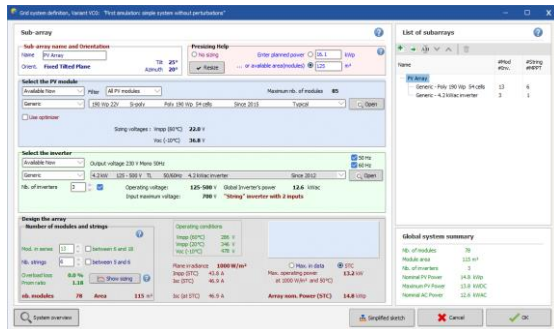 Grid system definition, Variant VC0: "First simulation: simple system without perturbations"
Sub-array
Sub-array name and Orientation
Name PV Array
Orient. Fixed Tilted Plane
Tilt 25°
Azimuth 20°
Presizing Help
No sizing
Enter planned power
kWp
Resize
... or available area(modules) 125 m²
Select the PV module
Available Now Filter All PV modules Maximum nb. of modules 85
Generic 190 Wp 22V Si-poly Poly 190 Wp 54 cells Since 2015 Typical Open
Use optimizer
Sizing voltages : Vmpp (60°C) 22.0 V
Voc (-10°C) 36.8 V
Select the inverter
50 Hz
60 Hz
Available Now Output voltage 230 V Mono 50Hz
Generic 4.2 kW 125 - 500 V TL 50/60Hz 4.2 kWac inverter Since 2012 Open
Nb. of inverters 3 Operating voltage: 125-500 V Global Inverter's power 12.6 kWac
Input maximum voltage: 700 V "String" inverter with 2 inputs
Design the array
Number of modules and strings
Mod. in series 13 between 6 and 18
Nb. strings 6 between 5 and 6
Overload loss 0.0 %
Pnom ratio 1.18
Show sizing
nb. modules 78 Area 115 m²
Operating conditions
Vmpp (60°C) 286 V
Vmpp (20°C) 346 V
Voc (-10°C) 478 V
Plane irradiance 1000 W/m²
Impp (STC) 43.8 A
Isc (STC) 46.9 A
Isc (at STC) 46.9 A
Max. in data STC
Max. operating power 13.2 kW
at 1000 W/m² and 50°C)
Array nom. Power (STC) 14.8 kWp
List of subarrays
Name
#Mod #String
#Inv. #MPPT
PV Array
Generic - Poly 190 Wp 54 cells 13 6
Generic - 4.2 kWac inverter 3 1
Global system summary
Nb. of modules 78
Module area 115 m²
Nb. of inverters 3
Nominal PV Power 14.8 kWp
Maximum PV Power 13.8 kWDC
Nominal AC Power 12.6 kWAC
System overview
Simplified sketch
Cancel
OK